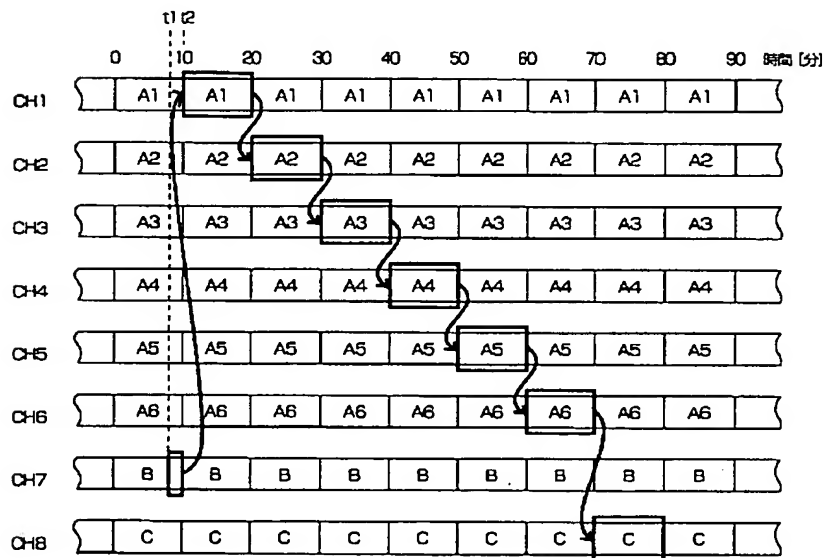 t1 t2
0 10 20 30 40 50 60 70 80 90 時間 [分]
CH1 A1 A1 A1 A1 A1 A1 A1 A1 A1
CH2 A2 A2 A2 A2 A2 A2 A2 A2 A2
CH3 A3 A3 A3 A3 A3 A3 A3 A3 A3
CH4 A4 A4 A4 A4 A4 A4 A4 A4 A4
CH5 A5 A5 A5 A5 A5 A5 A5 A5 A5
CH6 A6 A6 A6 A6 A6 A6 A6 A6 A6
CH7 B B B B B B B B B
CH8 C C C C C C C C C